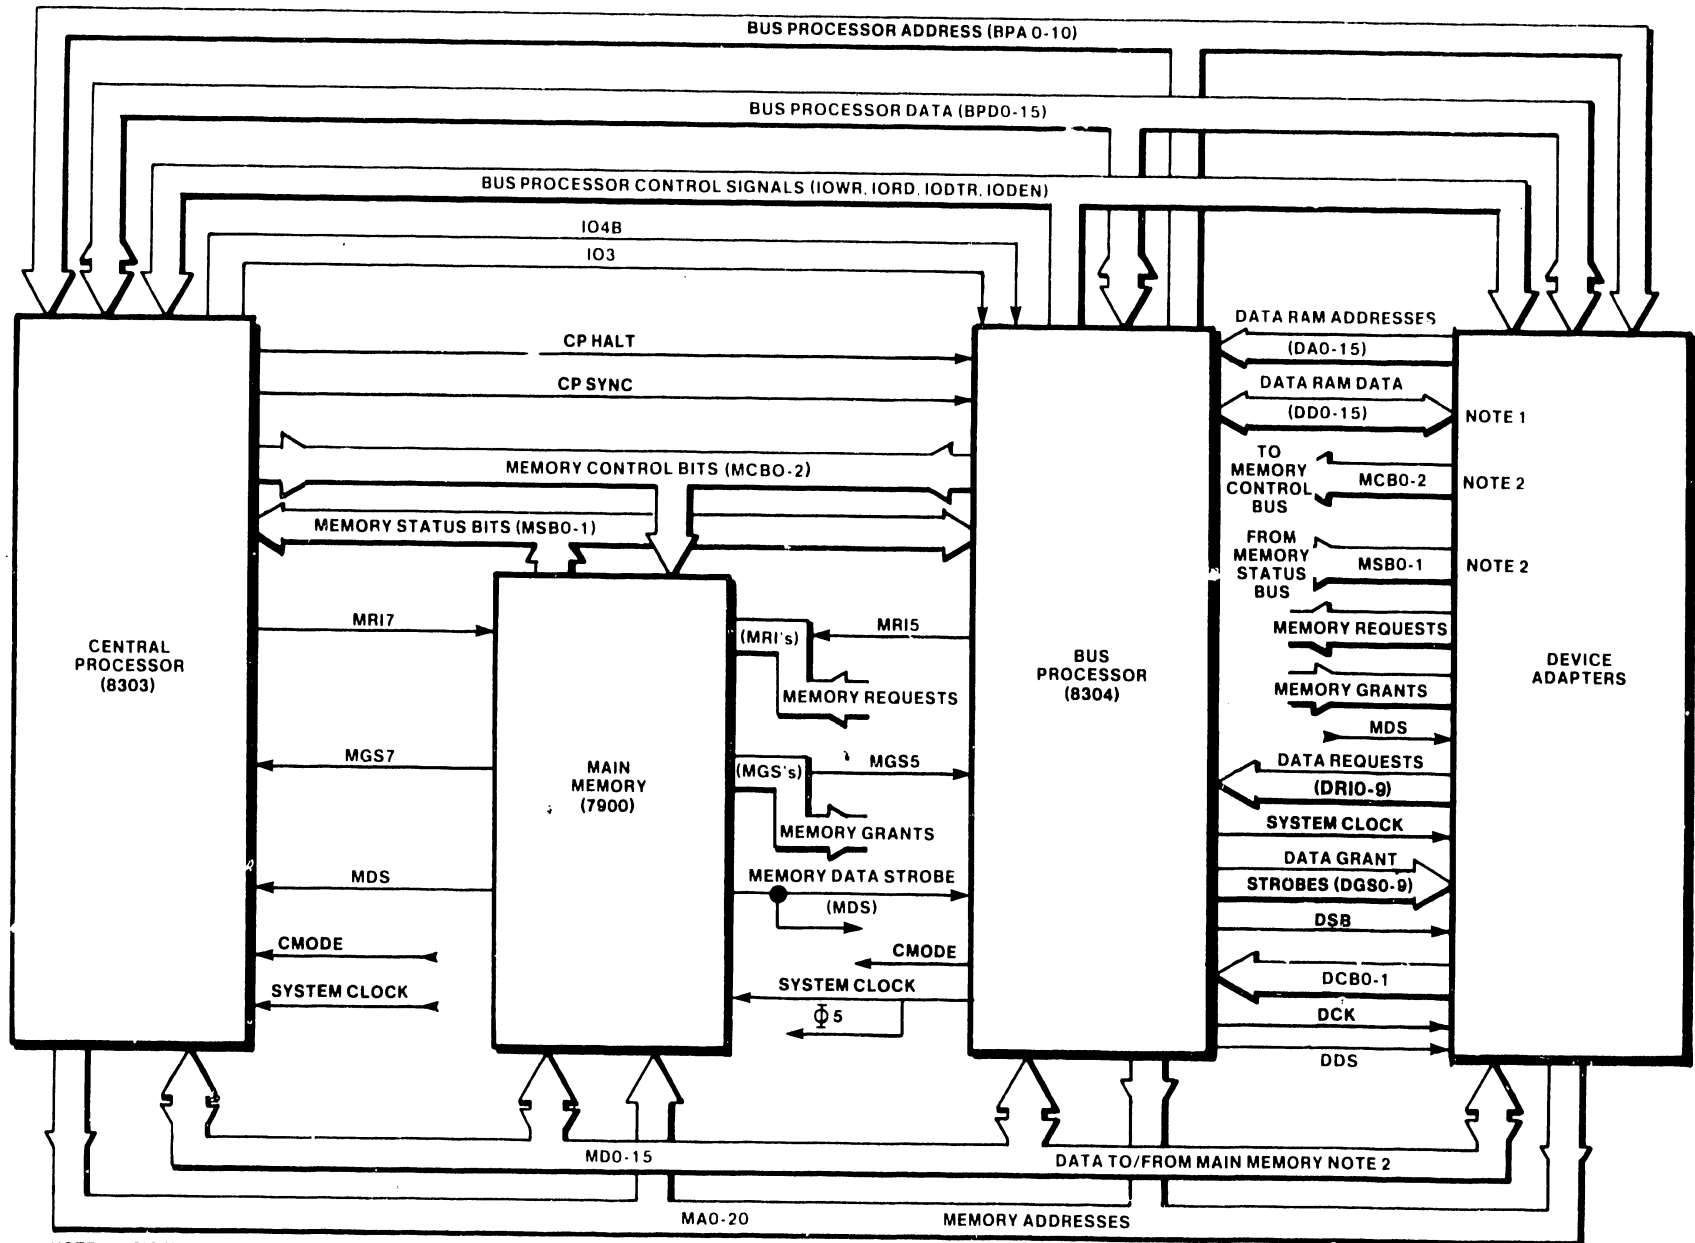 BUS PROCESSOR ADDRESS (BPA 0-10)
BUS PROCESSOR DATA (BPD0-15)
BUS PROCESSOR CONTROL SIGNALS (IOWR, IORD, IODTR, IODEN)
IO4B
IO3
CP HALT
CP SYNC
MEMORY CONTROL BITS (MCB0-2)
MEMORY STATUS BITS (MSB0-1)
CENTRAL
PROCESSOR
(8303)
MRI7
MGS7
MDS
CMODE
SYSTEM CLOCK
MAIN
MEMORY
(7900)
(MRI's)
MRI5
MEMORY REQUESTS
(MGS's)
MGS5
MEMORY GRANTS
MEMORY DATA STROBE
(MDS)
CMODE
SYSTEM CLOCK
Φ5
BUS
PROCESSOR
(8304)
DATA RAM ADDRESSES
(DA0-15)
DATA RAM DATA
(DD0-15)
NOTE 1
TO
MEMORY
CONTROL
BUS
MCB0-2
NOTE 2
FROM
MEMORY
STATUS
BUS
MSB0-1
NOTE 2
MEMORY REQUESTS
MEMORY GRANTS
MDS
DATA REQUESTS
(DRI0-9)
SYSTEM CLOCK
DATA GRANT
STROBES (DGS0-9)
DSB
DCB0-1
DCK
DDS
DEVICE
ADAPTERS
MD0-15
DATA TO/FROM MAIN MEMORY NOTE 2
MA0-20
MEMORY ADDRESSES